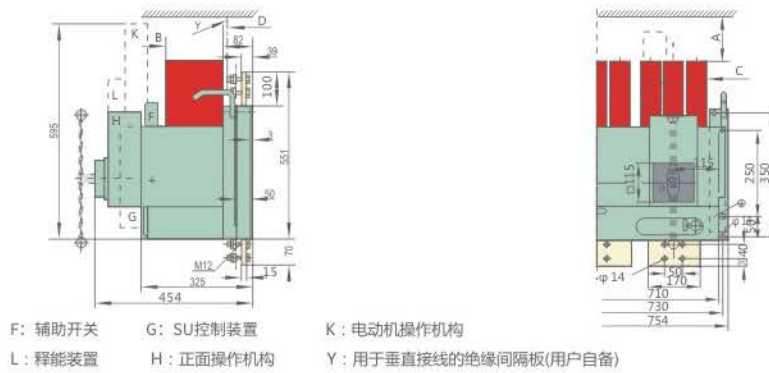 Y
D
K
B
82
38
100
A
C
L
H
F
595
551
115
□115
250
350
50
G
70
M12
15
325
454
40
φ 14
50
170
710
730
754
F：辅助开关 G：SU控制装置 K：电动机操作机构
L：释能装置 H：正面操作机构 Y：用于垂直接线的绝缘间隔板(用户自备)